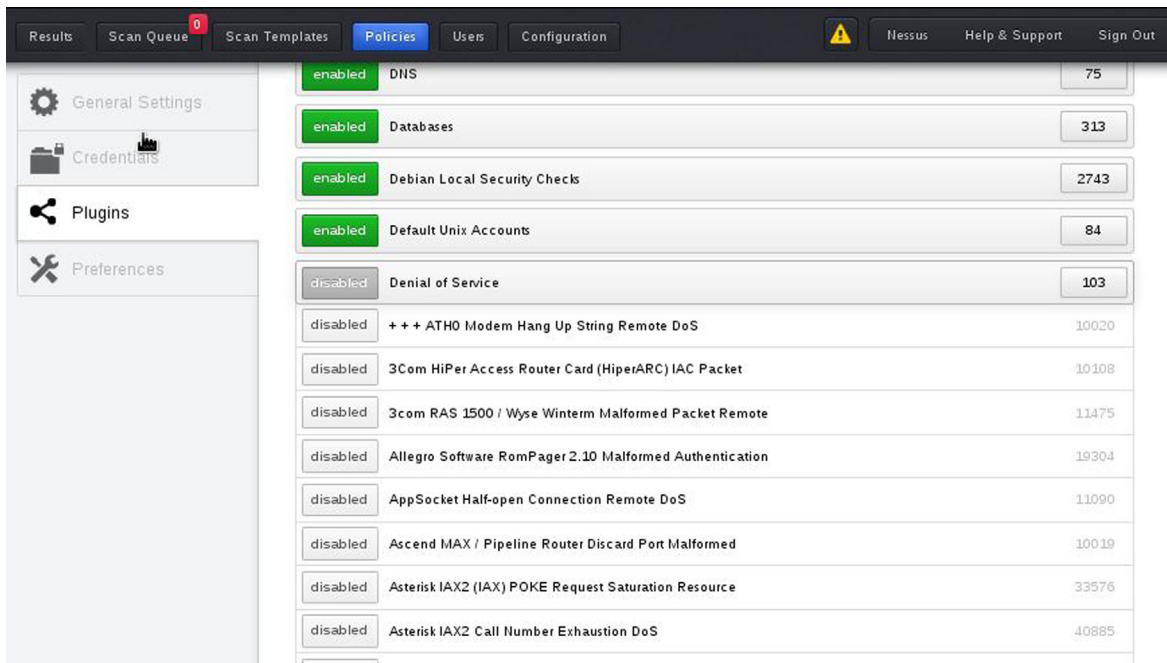 Results Scan Queue 0 Scan Templates Policies Users Configuration Nessus Help & Support Sign Out
General Settings
Credentials
Plugins
Preferences
enabled DNS 75
enabled Databases 313
enabled Debian Local Security Checks 2743
enabled Default Unix Accounts 84
disabled Denial of Service 103
disabled + + + ATH0 Modem Hang Up String Remote DoS 10020
disabled 3Com HiPer Access Router Card (HiperARC) IAC Packet 10108
disabled 3com RAS 1500 / Wyse Winterm Malformed Packet Remote 11475
disabled Allegro Software RomPager 2.10 Malformed Authentication 19304
disabled AppSocket Half-open Connection Remote DoS 11090
disabled Ascend MAX / Pipeline Router Discard Port Malformed 10019
disabled Asterisk IAX2 (IAX) POKE Request Saturation Resource 33576
disabled Asterisk IAX2 Call Number Exhaustion DoS 40885